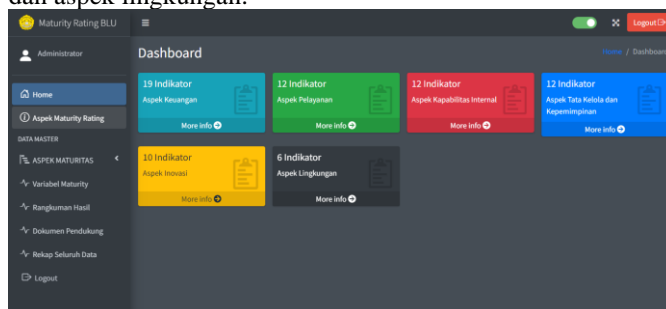 dan aspek lingkungan.
Maturity Rating BLU
Logout
Administrator
Dashboard
Home / Dashboard
Home
Aspek Maturity Rating
DATA MASTER
ASPEK MATURITAS
Variabel Maturity
Rangkuman Hasil
Dokumen Pendukung
Rekap Seluruh Data
Logout
19 Indikator
Aspek Keuangan
More info
12 Indikator
Aspek Pelayanan
More info
12 Indikator
Aspek Kapabilitas Internal
More info
12 Indikator
Aspek Tata Kelola dan
Kepemimpinan
More info
10 Indikator
Aspek Inovasi
More info
6 Indikator
Aspek Lingkungan
More info